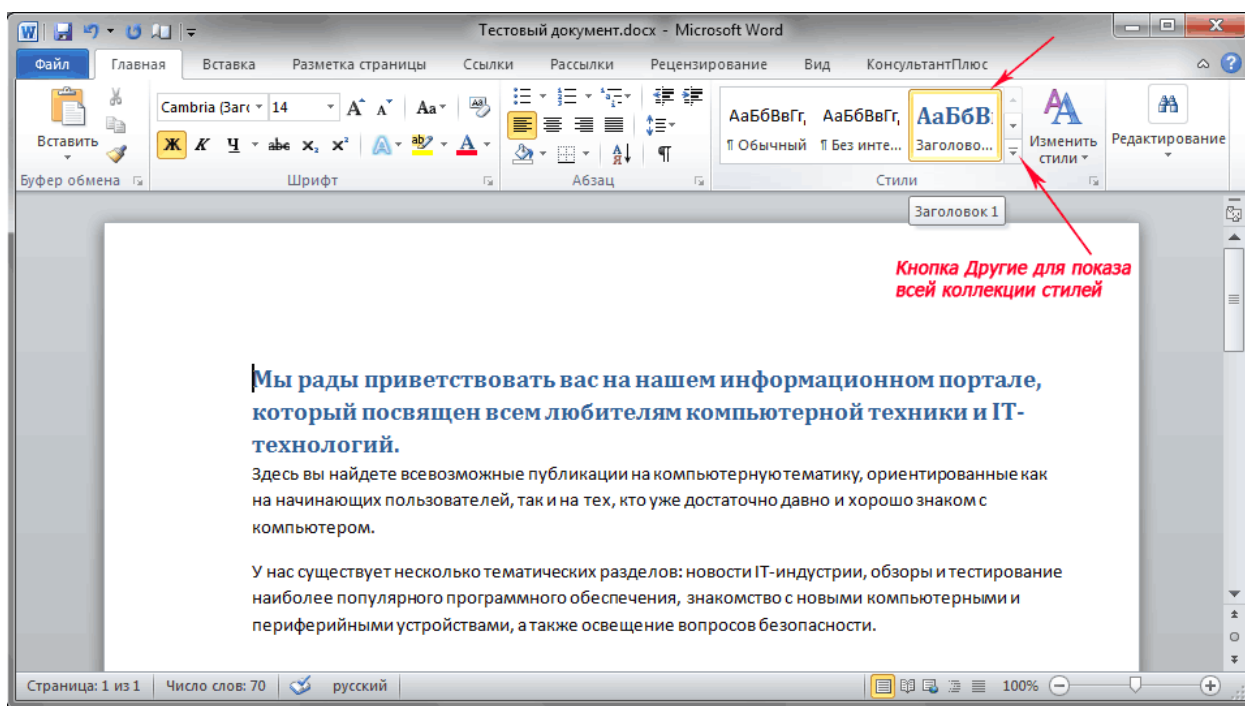 Тестовый документ.docx - Microsoft Word
Файл Главная Вставка Разметка страницы Ссылки Рассылки Рецензирование Вид КонсультантПлюс
Вставить
Cambria (Загс 14 А А Аа
Ж К Ч abc x₂ x² A ab A
АаБбВвГг, АаБбВвГг, АаБбВ
¶ Обычный ¶ Без инте... Заголово...
Изменить стили
Редактирование
Буфер обмена Шрифт Абзац Стили
Заголовок 1
Кнопка Другие для показа
всей коллекции стилей
Мы рады приветствовать вас на нашем информационном портале,
который посвящен всем любителям компьютерной техники и IT-
технологий.
Здесь вы найдете всевозможные публикации на компьютерную тематику, ориентированные как
на начинающих пользователей, так и на тех, кто уже достаточно давно и хорошо знаком с
компьютером.
У нас существует несколько тематических разделов: новости IT-индустрии, обзоры и тестирование
наиболее популярного программного обеспечения, знакомство с новыми компьютерными и
периферийными устройствами, а также освещение вопросов безопасности.
Страница: 1 из 1 Число слов: 70 русский 100%